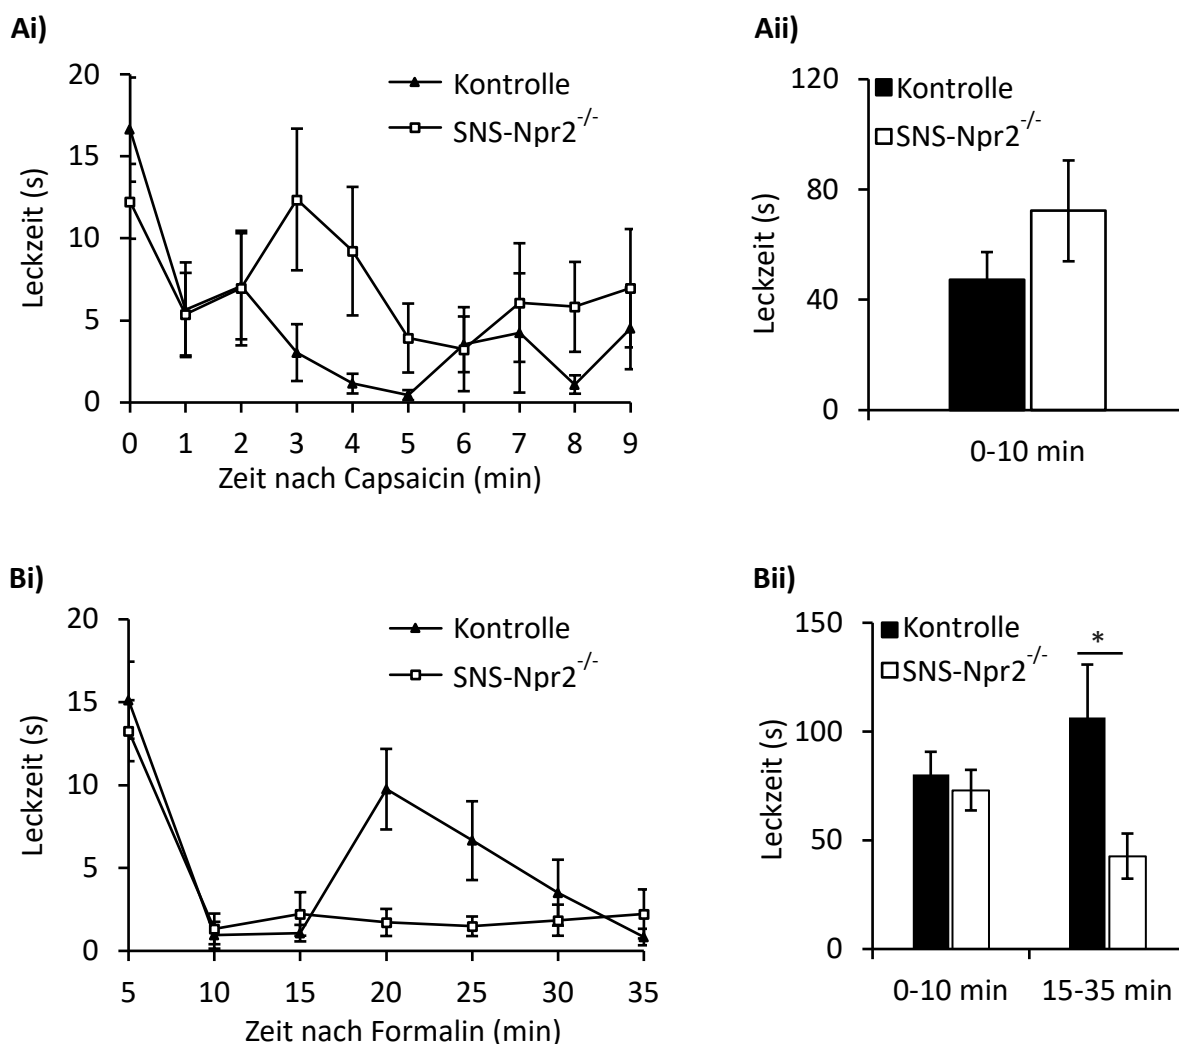 Ai)
20
15
10
5
0
Leckzeit (s)
Kontrolle
SNS-Npr2-/-
0 1 2 3 4 5 6 7 8 9
Zeit nach Capsaicin (min)
Aii)
120
80
40
0
Leckzeit (s)
Kontrolle
SNS-Npr2-/-
0-10 min
Bi)
20
15
10
5
0
Leckzeit (s)
Kontrolle
SNS-Npr2-/-
5 10 15 20 25 30 35
Zeit nach Formalin (min)
Bii)
150
100
50
0
Leckzeit (s)
Kontrolle
SNS-Npr2-/-
*
0-10 min 15-35 min